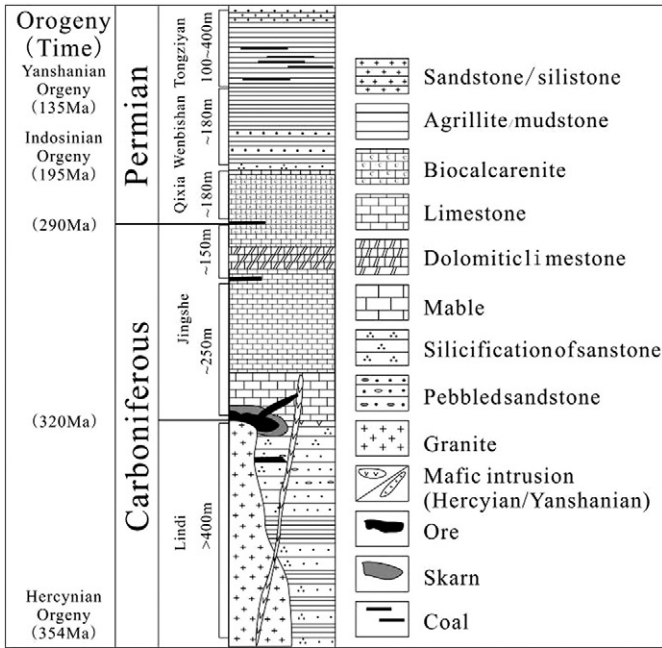 Orogeny
(Time)
Yanshanian
Orgeny
(135Ma)
Indosinian
Orgeny
(195Ma)
(290Ma)
(320Ma)
Hercynian
Orgeny
(354Ma)
Permian
Carboniferous
Tongziyan
Wenbishan
Qixia
Jingshe
Lindi
100~400m
~180m
~180m
~150m
~250m
>400m
Sandstone/silistone
Agrillite/mudstone
Biocalcarenite
Limestone
Dolomiticlimestone
Mable
Silicificationofsanstone
Pebbledsandstone
Granite
Mafic intrusion
(Hercyian/Yanshanian)
Ore
Skarn
Coal